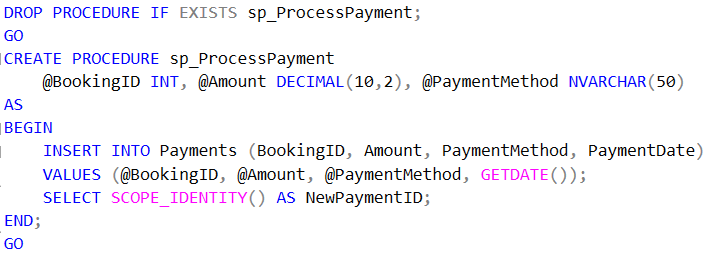 DROP PROCEDURE IF EXISTS sp_ProcessPayment;
GO
CREATE PROCEDURE sp_ProcessPayment
    @BookingID INT, @Amount DECIMAL(10,2), @PaymentMethod NVARCHAR(50)
AS
BEGIN
    INSERT INTO Payments (BookingID, Amount, PaymentMethod, PaymentDate)
    VALUES (@BookingID, @Amount, @PaymentMethod, GETDATE());
    SELECT SCOPE_IDENTITY() AS NewPaymentID;
END;
GO